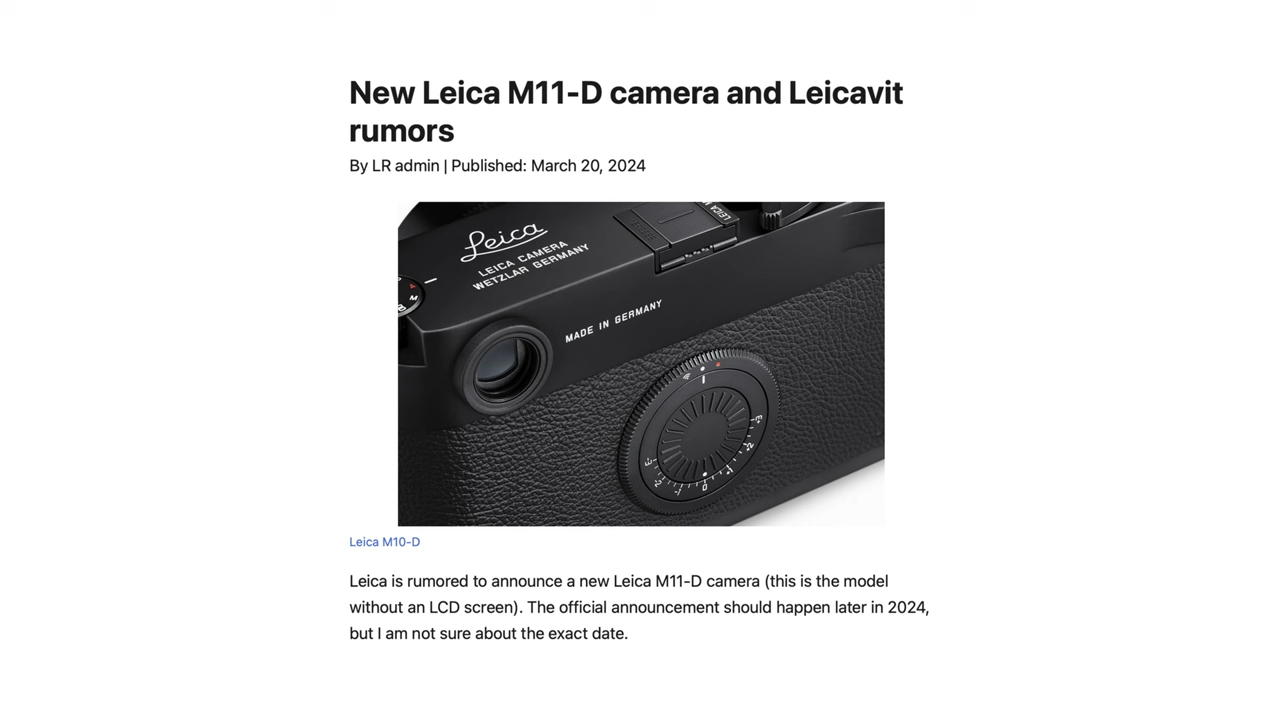 New Leica M11-D camera and Leicavit
rumors
By LR admin | Published: March 20, 2024
Leica
LEICA CAMERA
WETZLAR GERMANY
LEICA
MADE IN GERMANY
M
Leica M10-D
Leica is rumored to announce a new Leica M11-D camera (this is the model
without an LCD screen). The official announcement should happen later in 2024,
but I am not sure about the exact date.